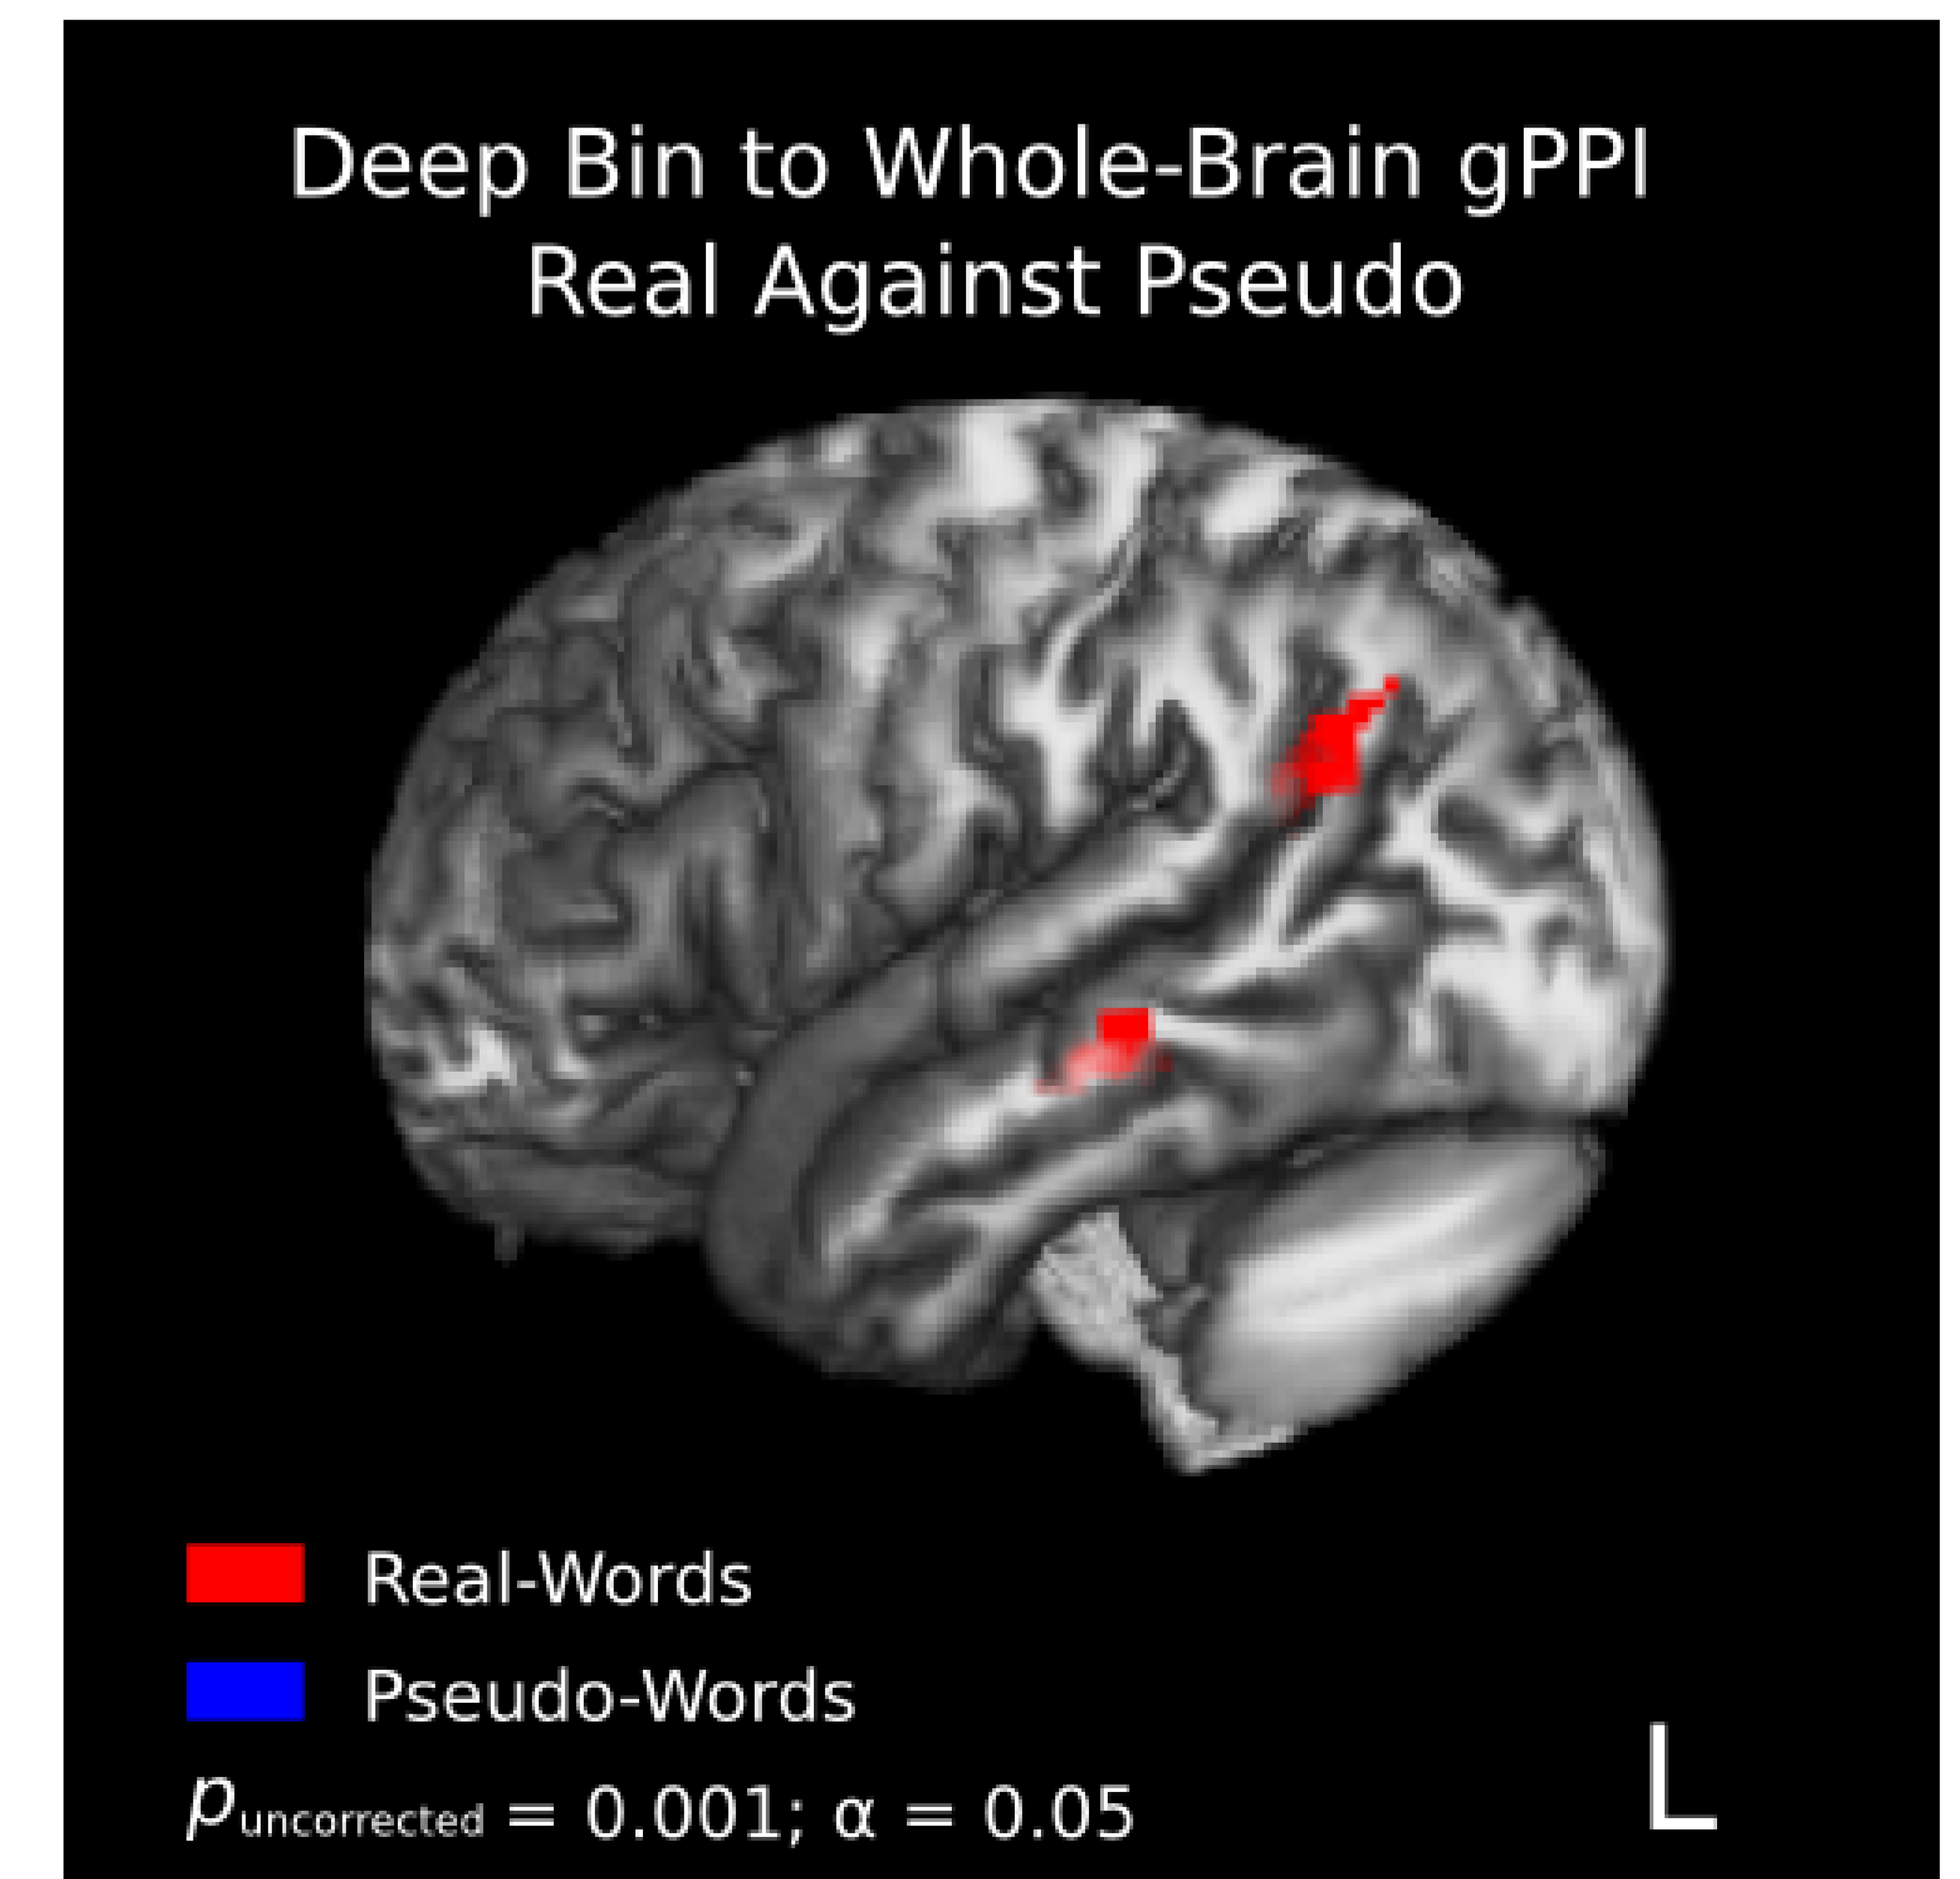 Deep Bin to Whole-Brain gPPI
Real Against Pseudo
Real-Words
Pseudo-Words
puncorrected = 0.001; α = 0.05
L